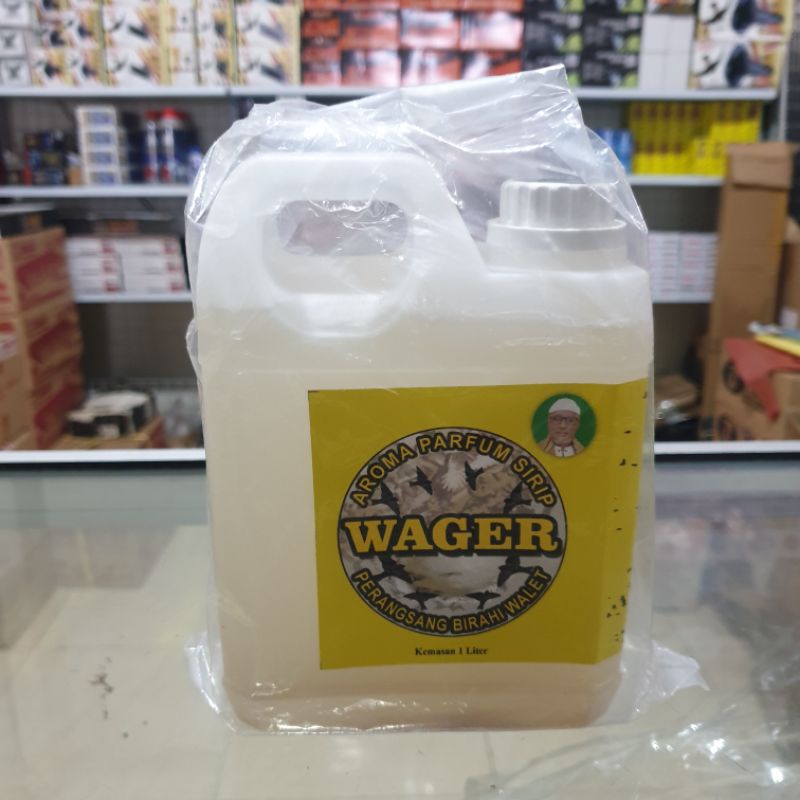 AROMA PARFUM SIRIP
WAGER
PERANGSANG BIRAHI WALET
Kemasan 1 Liter